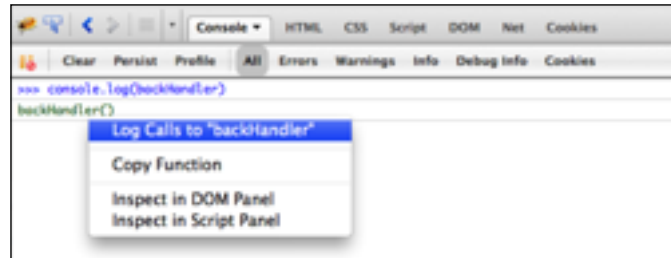 Console HTML CSS Script DOM Net Cookies
Clear Persist Profile All Errors Warnings Info Debug Info Cookies
>>> console.log(backHandler)
backHandler()
Log Calls to "backHandler"
Copy Function
Inspect in DOM Panel
Inspect in Script Panel